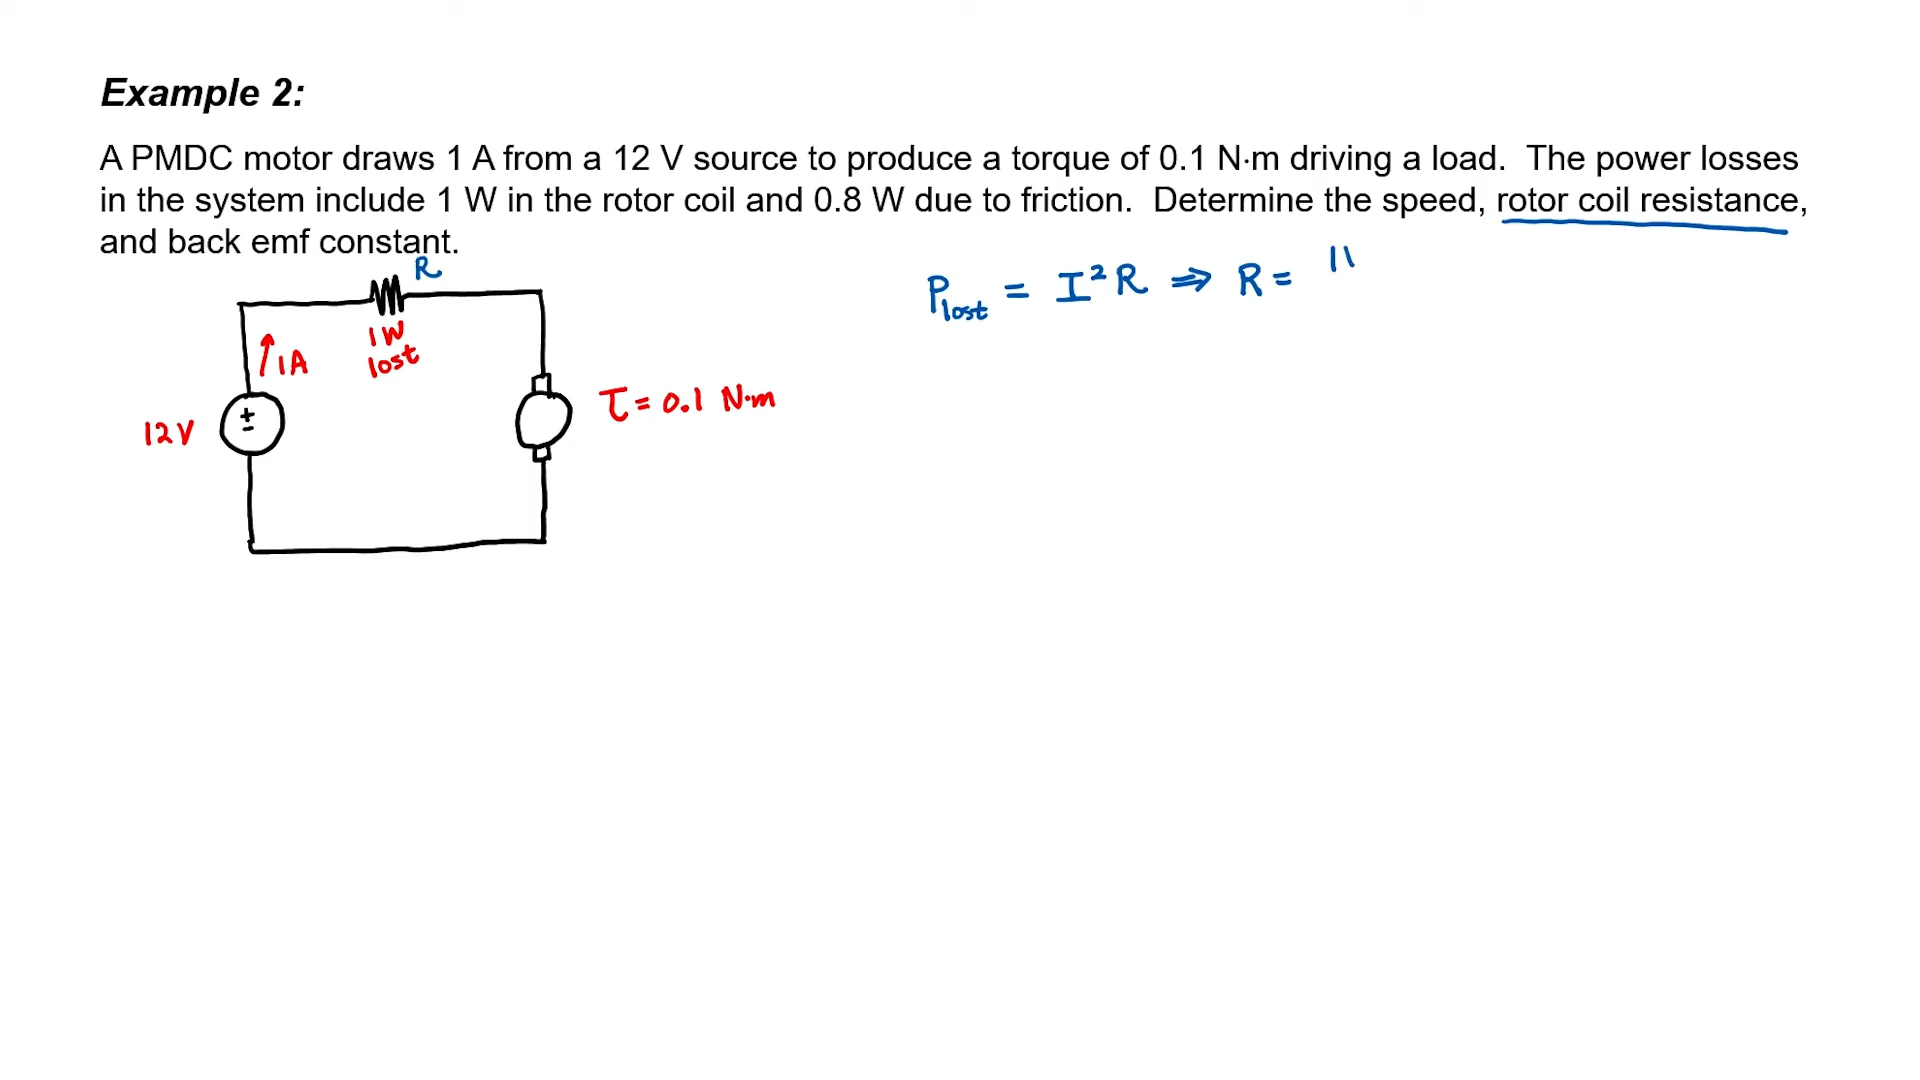 Example 2:
A PMDC motor draws 1 A from a 12 V source to produce a torque of 0.1 N·m driving a load. The power losses
in the system include 1 W in the rotor coil and 0.8 W due to friction. Determine the speed, rotor coil resistance,
and back emf constant.
R
P_lost = I² R ⇒ R =
1W
lost
↑ 1A
τ = 0.1 N·m
12V
+
-